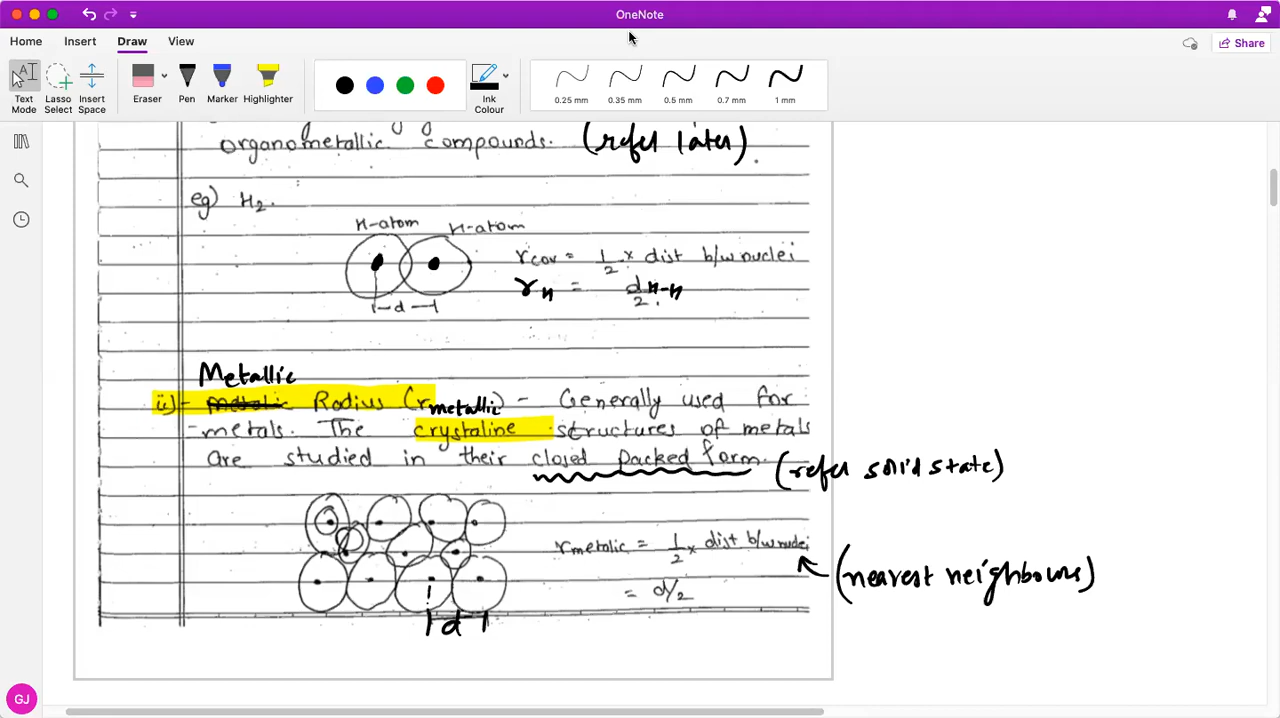 OneNote
Home Insert Draw View
Share
Text Mode
Lasso Select
Insert Space
Eraser
Pen
Marker
Highlighter
Ink Colour
0.25 mm 0.35 mm 0.5 mm 0.7 mm 1 mm
organometallic compounds. (refer later).
eg) H2.
H-atom H-atom
rcov = 1/2 x dist b/w nuclei
rH = dH-H/2.
d
Metallic
ii)- Radius (rmetallic) - Generally used for
metals. The crystaline structures of metals
are studied in their closed packed form. (refer solid state)
rmetalic = 1/2 x dist b/w nuclei
(nearest neighbours)
= d/2
d
GJ